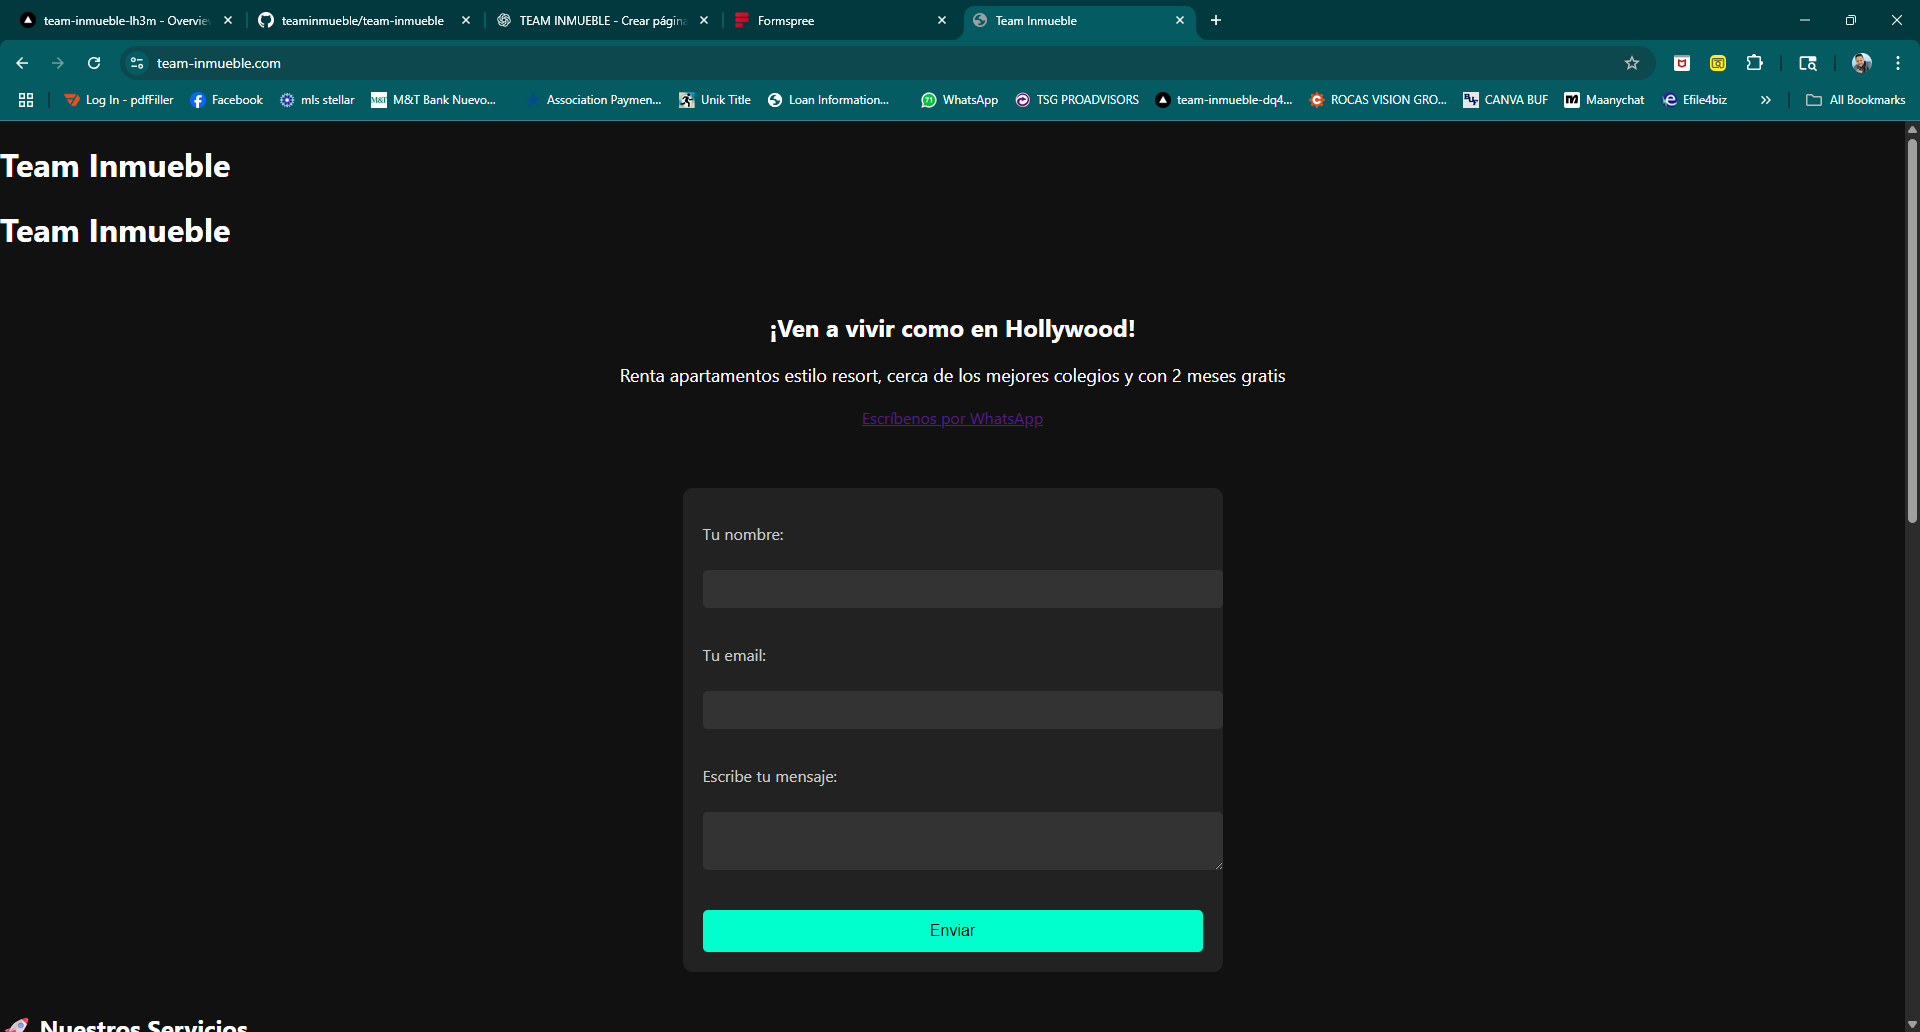 team-inmueble-lh3m - Overvie
teaminmueble/team-inmueble
TEAM INMUEBLE - Crear págin
Formspree
Team Inmueble
team-inmueble.com
Log In - pdfFiller
Facebook
mls stellar
M&T Bank Nuevo...
Association Paymen...
Unik Title
Loan Information...
WhatsApp
TSG PROADVISORS
team-inmueble-dq4...
ROCAS VISION GRO...
CANVA BUF
Maanychat
Efile4biz
All Bookmarks
Team Inmueble
Team Inmueble
¡Ven a vivir como en Hollywood!
Renta apartamentos estilo resort, cerca de los mejores colegios y con 2 meses gratis
Escríbenos por WhatsApp
Tu nombre:
Tu email:
Escribe tu mensaje:
Enviar
🚀 Nuestros Servicios